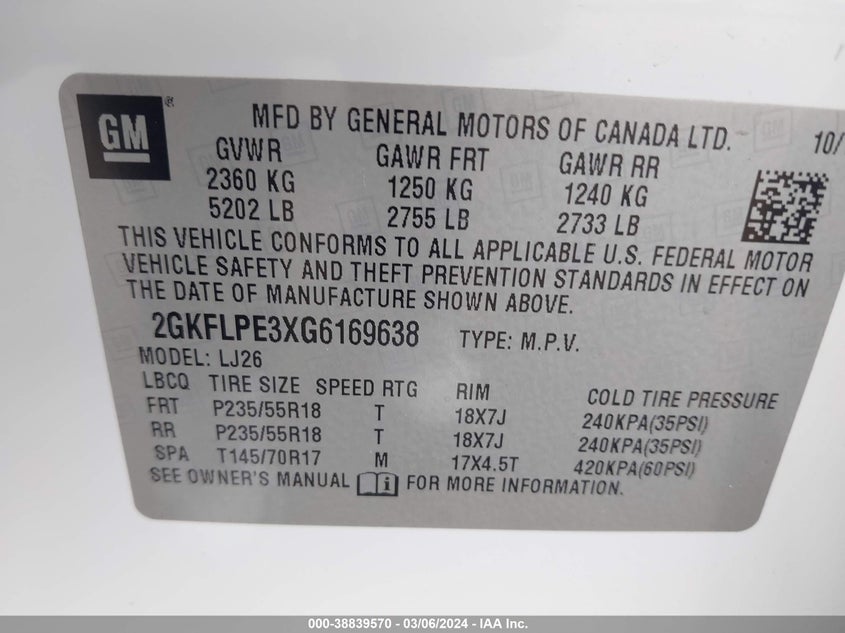 GM ®
MFD BY GENERAL MOTORS OF CANADA LTD. 10/
GVWR GAWR FRT GAWR RR
2360 KG 1250 KG 1240 KG
5202 LB 2755 LB 2733 LB
THIS VEHICLE CONFORMS TO ALL APPLICABLE U.S. FEDERAL MOTOR
VEHICLE SAFETY AND THEFT PREVENTION STANDARDS IN EFFECT ON
THE DATE OF MANUFACTURE SHOWN ABOVE.
2GKFLPE3XG6169638 TYPE: M.P.V.
MODEL: LJ26
LBCQ TIRE SIZE SPEED RTG RIM COLD TIRE PRESSURE
FRT P235/55R18 T 18X7J 240KPA(35PSI)
RR P235/55R18 T 18X7J 240KPA(35PSI)
SPA T145/70R17 M 17X4.5T 420KPA(60PSI)
SEE OWNER'S MANUAL i FOR MORE INFORMATION.
000-38839570 — 03/06/2024 — IAA Inc.